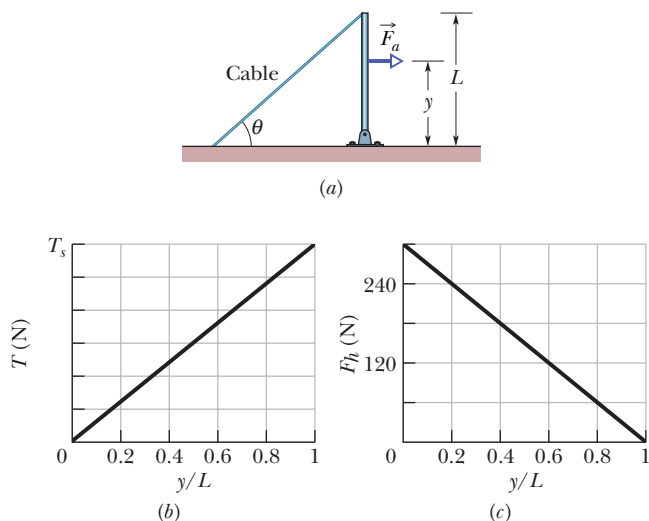 F⃗ₐ
Cable
L
y
θ
(a)
Tₛ
T (N)
0 0.2 0.4 0.6 0.8 1
y/L
(b)
240
120
Fₕ (N)
0 0.2 0.4 0.6 0.8 1
y/L
(c)